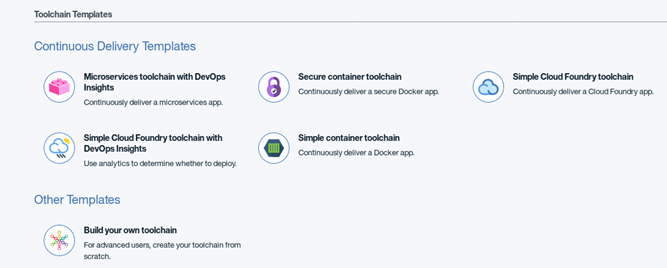 Toolchain Templates
Continuous Delivery Templates
Microservices toolchain with DevOps
Insights
Continuously deliver a microservices app.
Secure container toolchain
Continuously deliver a secure Docker app.
Simple Cloud Foundry toolchain
Continuously deliver a Cloud Foundry app.
Simple Cloud Foundry toolchain with
DevOps Insights
Use analytics to determine whether to deploy.
Simple container toolchain
Continuously deliver a Docker app.
Other Templates
Build your own toolchain
For advanced users, create your toolchain from
scratch.